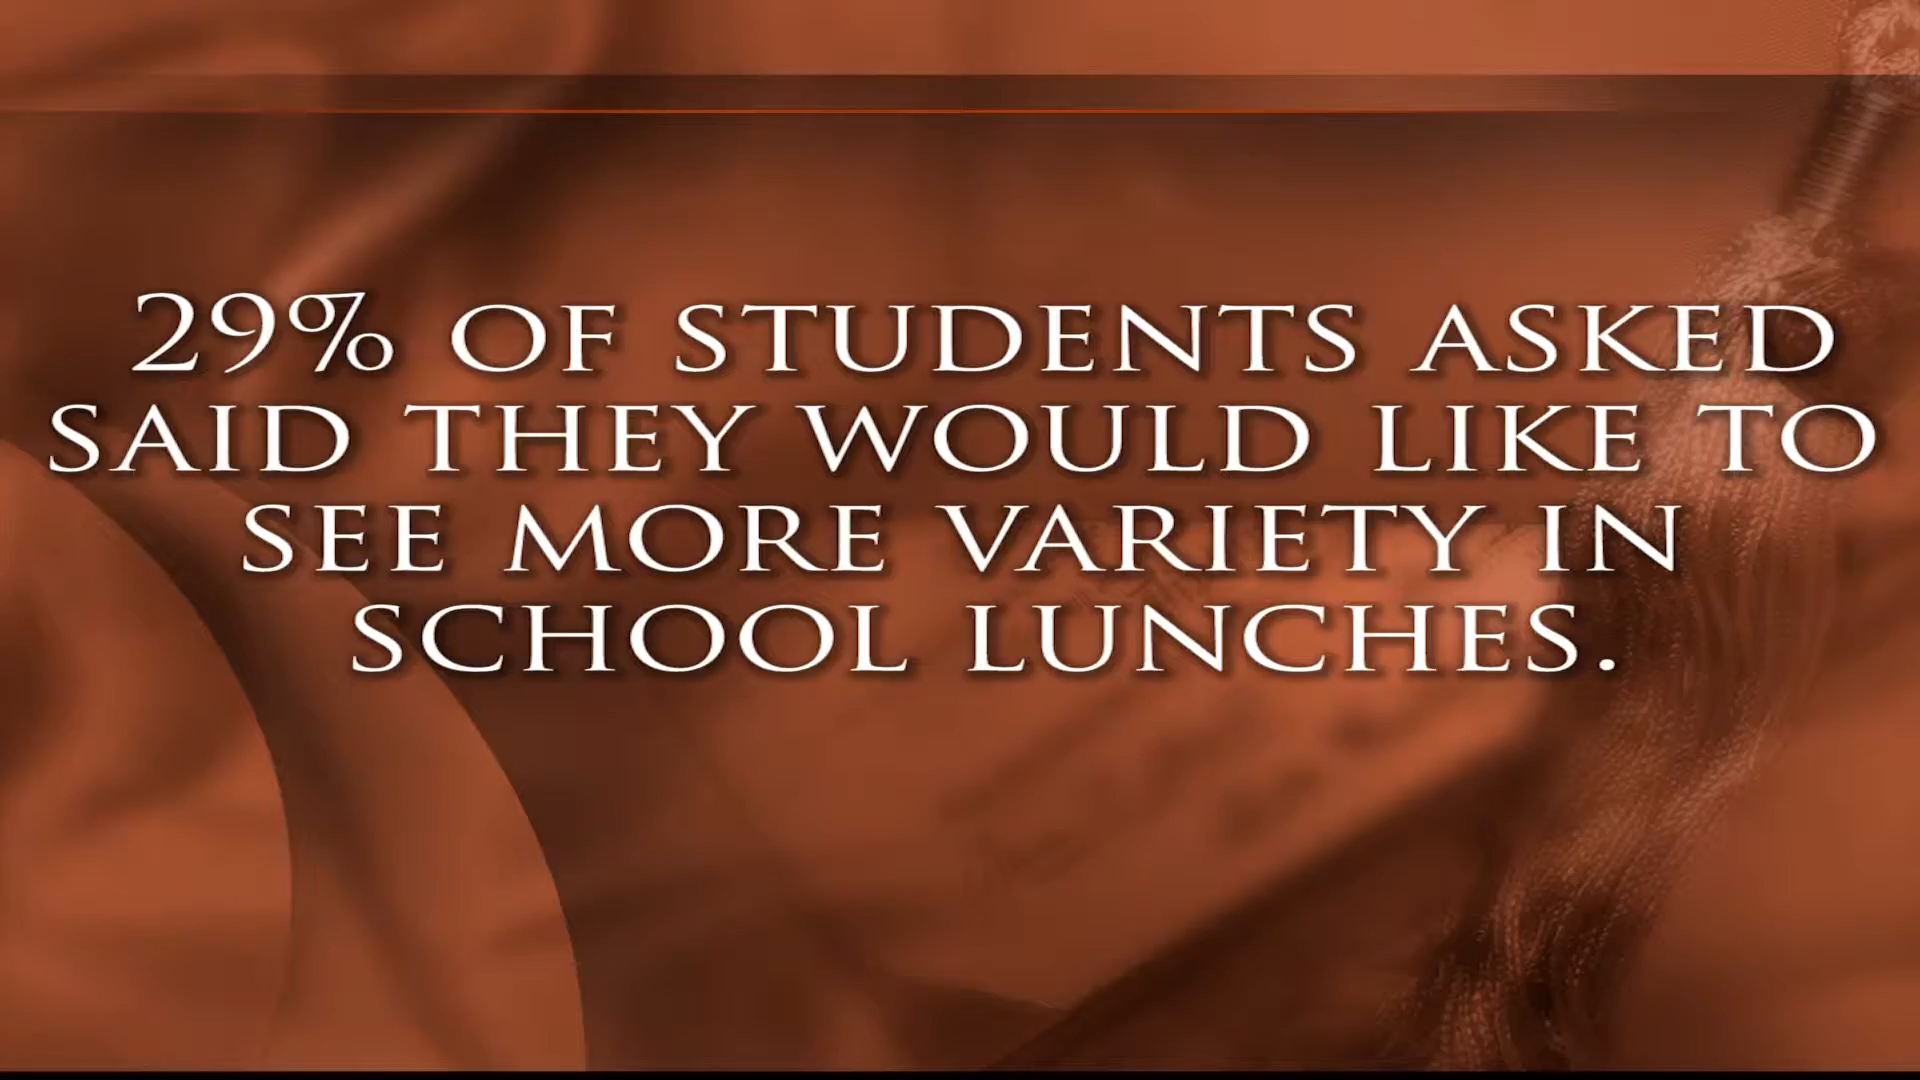 29% OF STUDENTS ASKED
SAID THEY WOULD LIKE TO
SEE MORE VARIETY IN
SCHOOL LUNCHES.